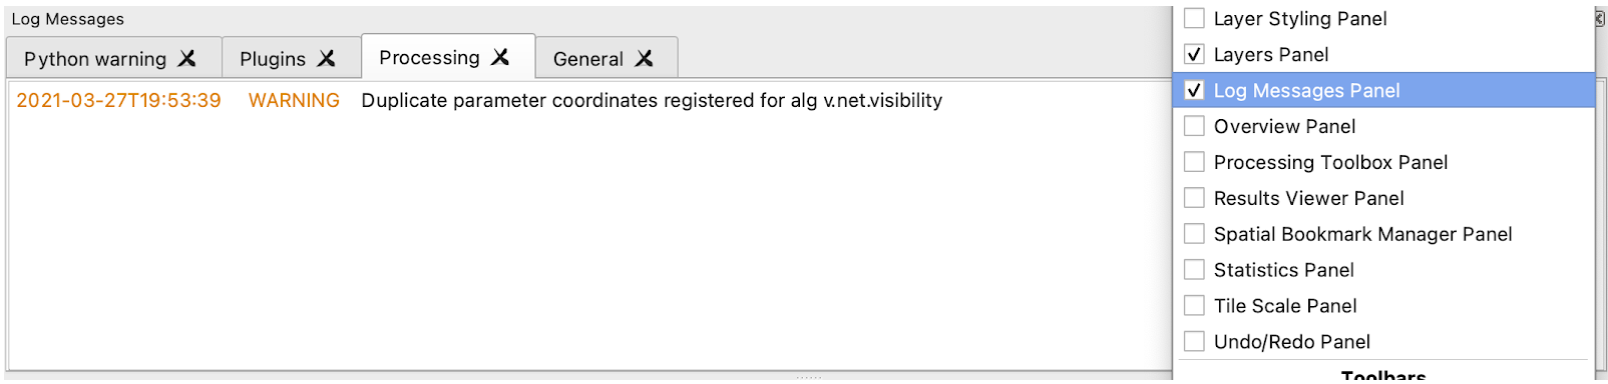 Log Messages
Python warning Plugins Processing General
2021-03-27T19:53:39 WARNING Duplicate parameter coordinates registered for alg v.net.visibility
Layer Styling Panel
Layers Panel
Log Messages Panel
Overview Panel
Processing Toolbox Panel
Results Viewer Panel
Spatial Bookmark Manager Panel
Statistics Panel
Tile Scale Panel
Undo/Redo Panel
Toolbars